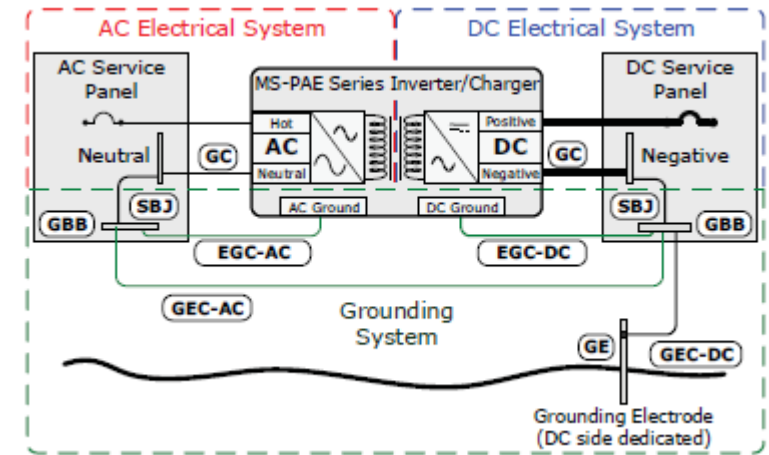 AC Electrical System
DC Electrical System
AC Service
Panel
MS-PAE Series Inverter/Charger
DC Service
Panel
Hot
AC
Neutral
Positive
DC
Negative
Neutral
GC
GC
Negative
SBJ
AC Ground
DC Ground
SBJ
GBB
GBB
EGC-AC
EGC-DC
GEC-AC
Grounding
System
GE
GEC-DC
Grounding Electrode
(DC side dedicated)